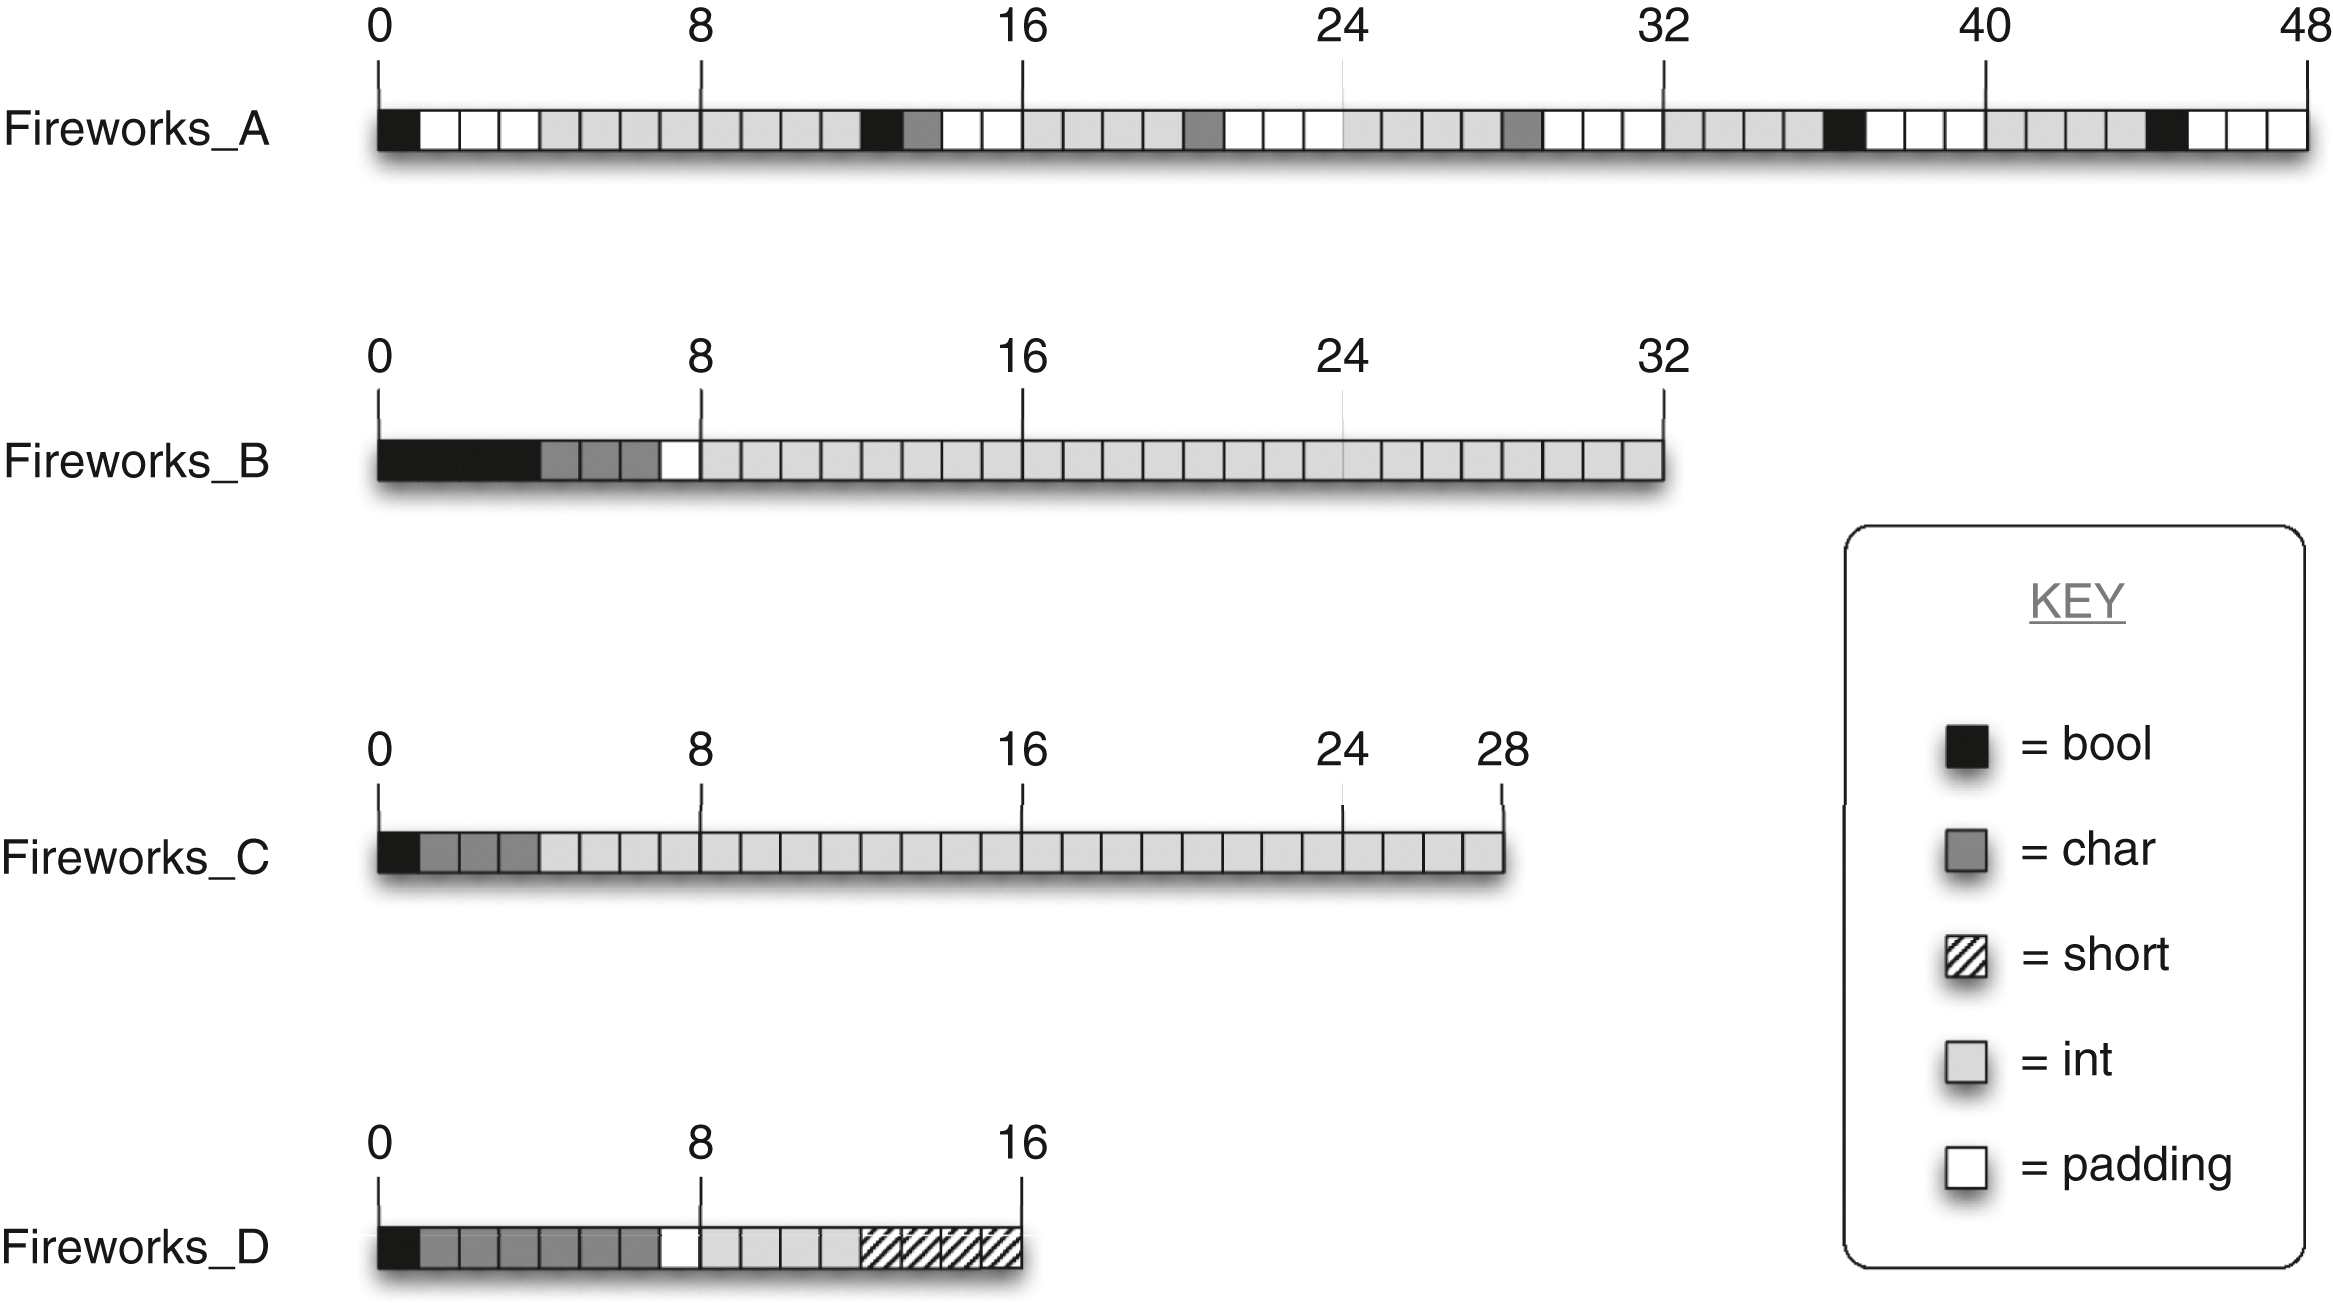 0 8 16 24 32 40 48
Fireworks_A
0 8 16 24 32
Fireworks_B
KEY
0 8 16 24 28
= bool
Fireworks_C
= char
= short
= int
0 8 16
= padding
Fireworks_D